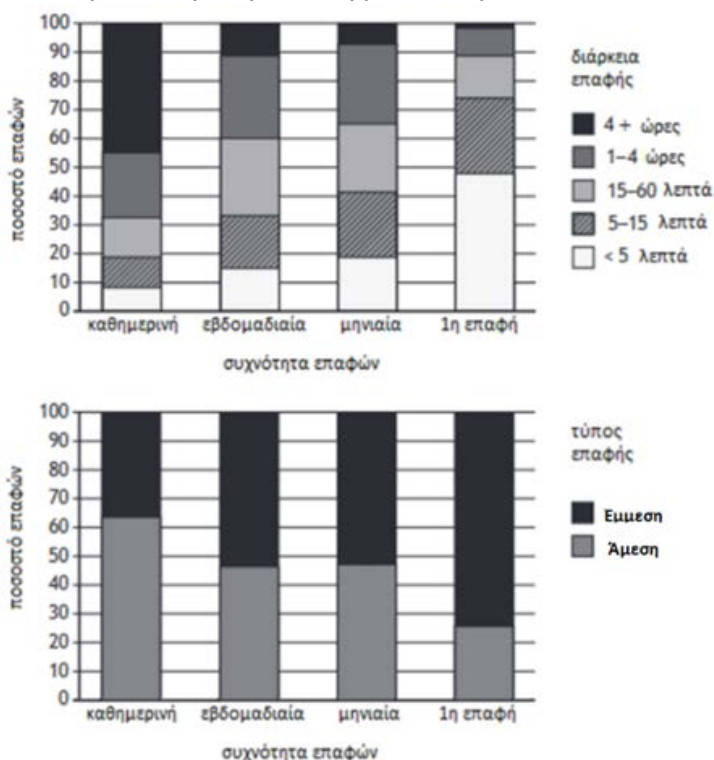 100
90
80
70
60
50
40
30
20
10
0
ποσοστό επαφών
καθημερινή εβδομαδιαία μηνιαία 1η επαφή
συχνότητα επαφών
διάρκεια
επαφής
4 + ώρες
1–4 ώρες
15–60 λεπτά
5–15 λεπτά
< 5 λεπτά
100
90
80
70
60
50
40
30
20
10
0
ποσοστό επαφών
καθημερινή εβδομαδιαία μηνιαία 1η επαφή
συχνότητα επαφών
τύπος
επαφής
Εμμεση
Άμεση